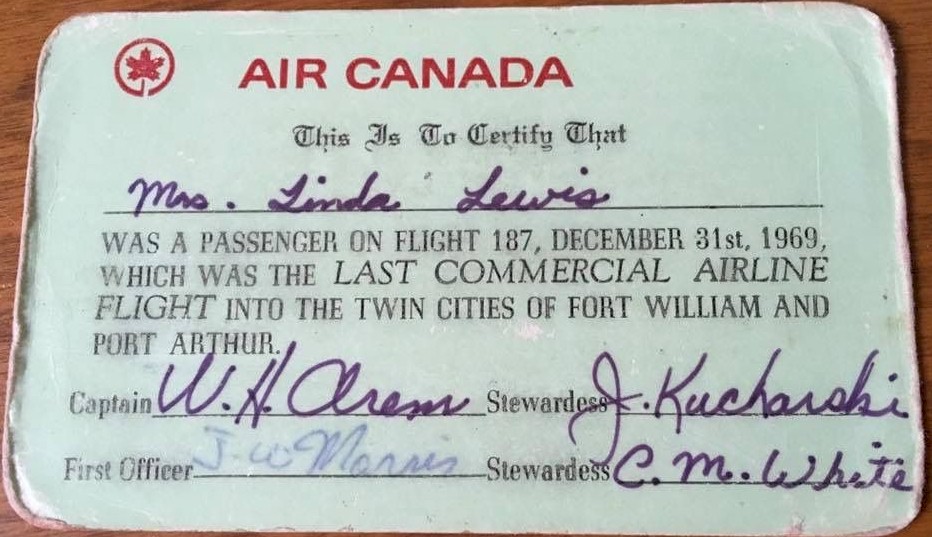 AIR CANADA
This Is To Certify That
Mrs. Linda Lewis
WAS A PASSENGER ON FLIGHT 187, DECEMBER 31st, 1969,
WHICH WAS THE LAST COMMERCIAL AIRLINE
FLIGHT INTO THE TWIN CITIES OF FORT WILLIAM AND
PORT ARTHUR.
Captain W. H. Stewardess J. Kucharski
First Officer J. W Morris Stewardess C. M. White